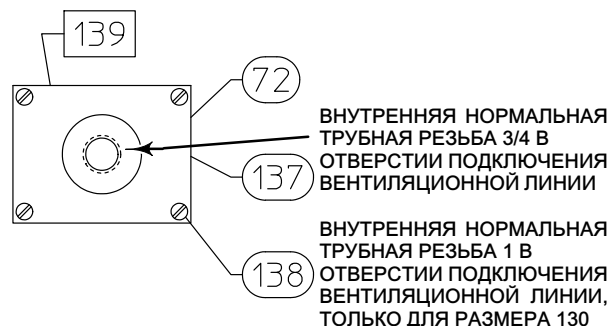 139
72
ВНУТРЕННЯЯ НОРМАЛЬНАЯ
ТРУБНАЯ РЕЗЬБА 3/4 В
ОТВЕРСТИИ ПОДКЛЮЧЕНИЯ
ВЕНТИЛЯЦИОННОЙ ЛИНИИ
137
ВНУТРЕННЯЯ НОРМАЛЬНАЯ
ТРУБНАЯ РЕЗЬБА 1 В
ОТВЕРСТИИ ПОДКЛЮЧЕНИЯ
ВЕНТИЛЯЦИОННОЙ ЛИНИИ,
ТОЛЬКО ДЛЯ РАЗМЕРА 130
138